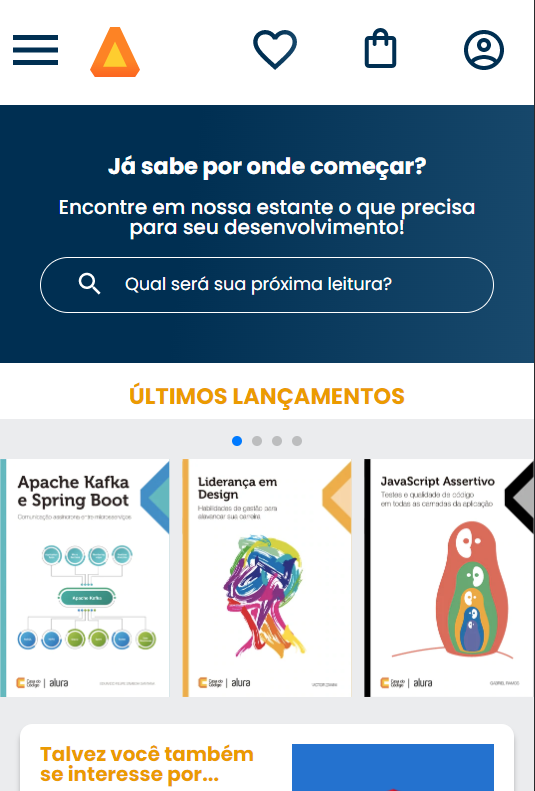 Já sabe por onde começar?
Encontre em nossa estante o que precisa
para seu desenvolvimento!
Qual será sua próxima leitura?
ÚLTIMOS LANÇAMENTOS
Apache Kafka
e Spring Boot
Comunicação assíncrona entre microsserviços
Apache Kafka
Casa do
Código
alura
Liderança em
Design
Habilidades de gestão para
alavancar sua carreira
Casa do
Código
alura
JavaScript Assertivo
Testes e qualidade de código
em todas as camadas da aplicação
Casa do
Código
alura
GABRIEL RAMOS
Talvez você também
se interesse por...